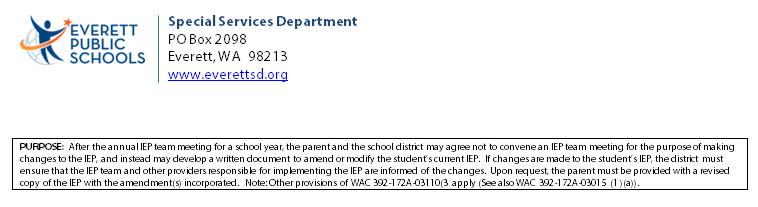 EVERETT
PUBLIC
SCHOOLS
Special Services Department
PO Box 2098
Everett, WA 98213
www.everettsd.org
PURPOSE: After the annual IEP team meeting for a school year, the parent and the school district may agree not to convene an IEP team meeting for the purpose of making
changes to the IEP, and instead may develop a written document to amend or modify the student's current IEP. If changes are made to the student's IEP, the district must
ensure that the IEP team and other providers responsible for implementing the IEP are informed of the changes. Upon request, the parent must be provided with a revised
copy of the IEP with the amendment(s) incorporated. Note: Other provisions of WAC 392-172A-03110(3 apply (See also WAC 392-172A-03015 (1)(a)).